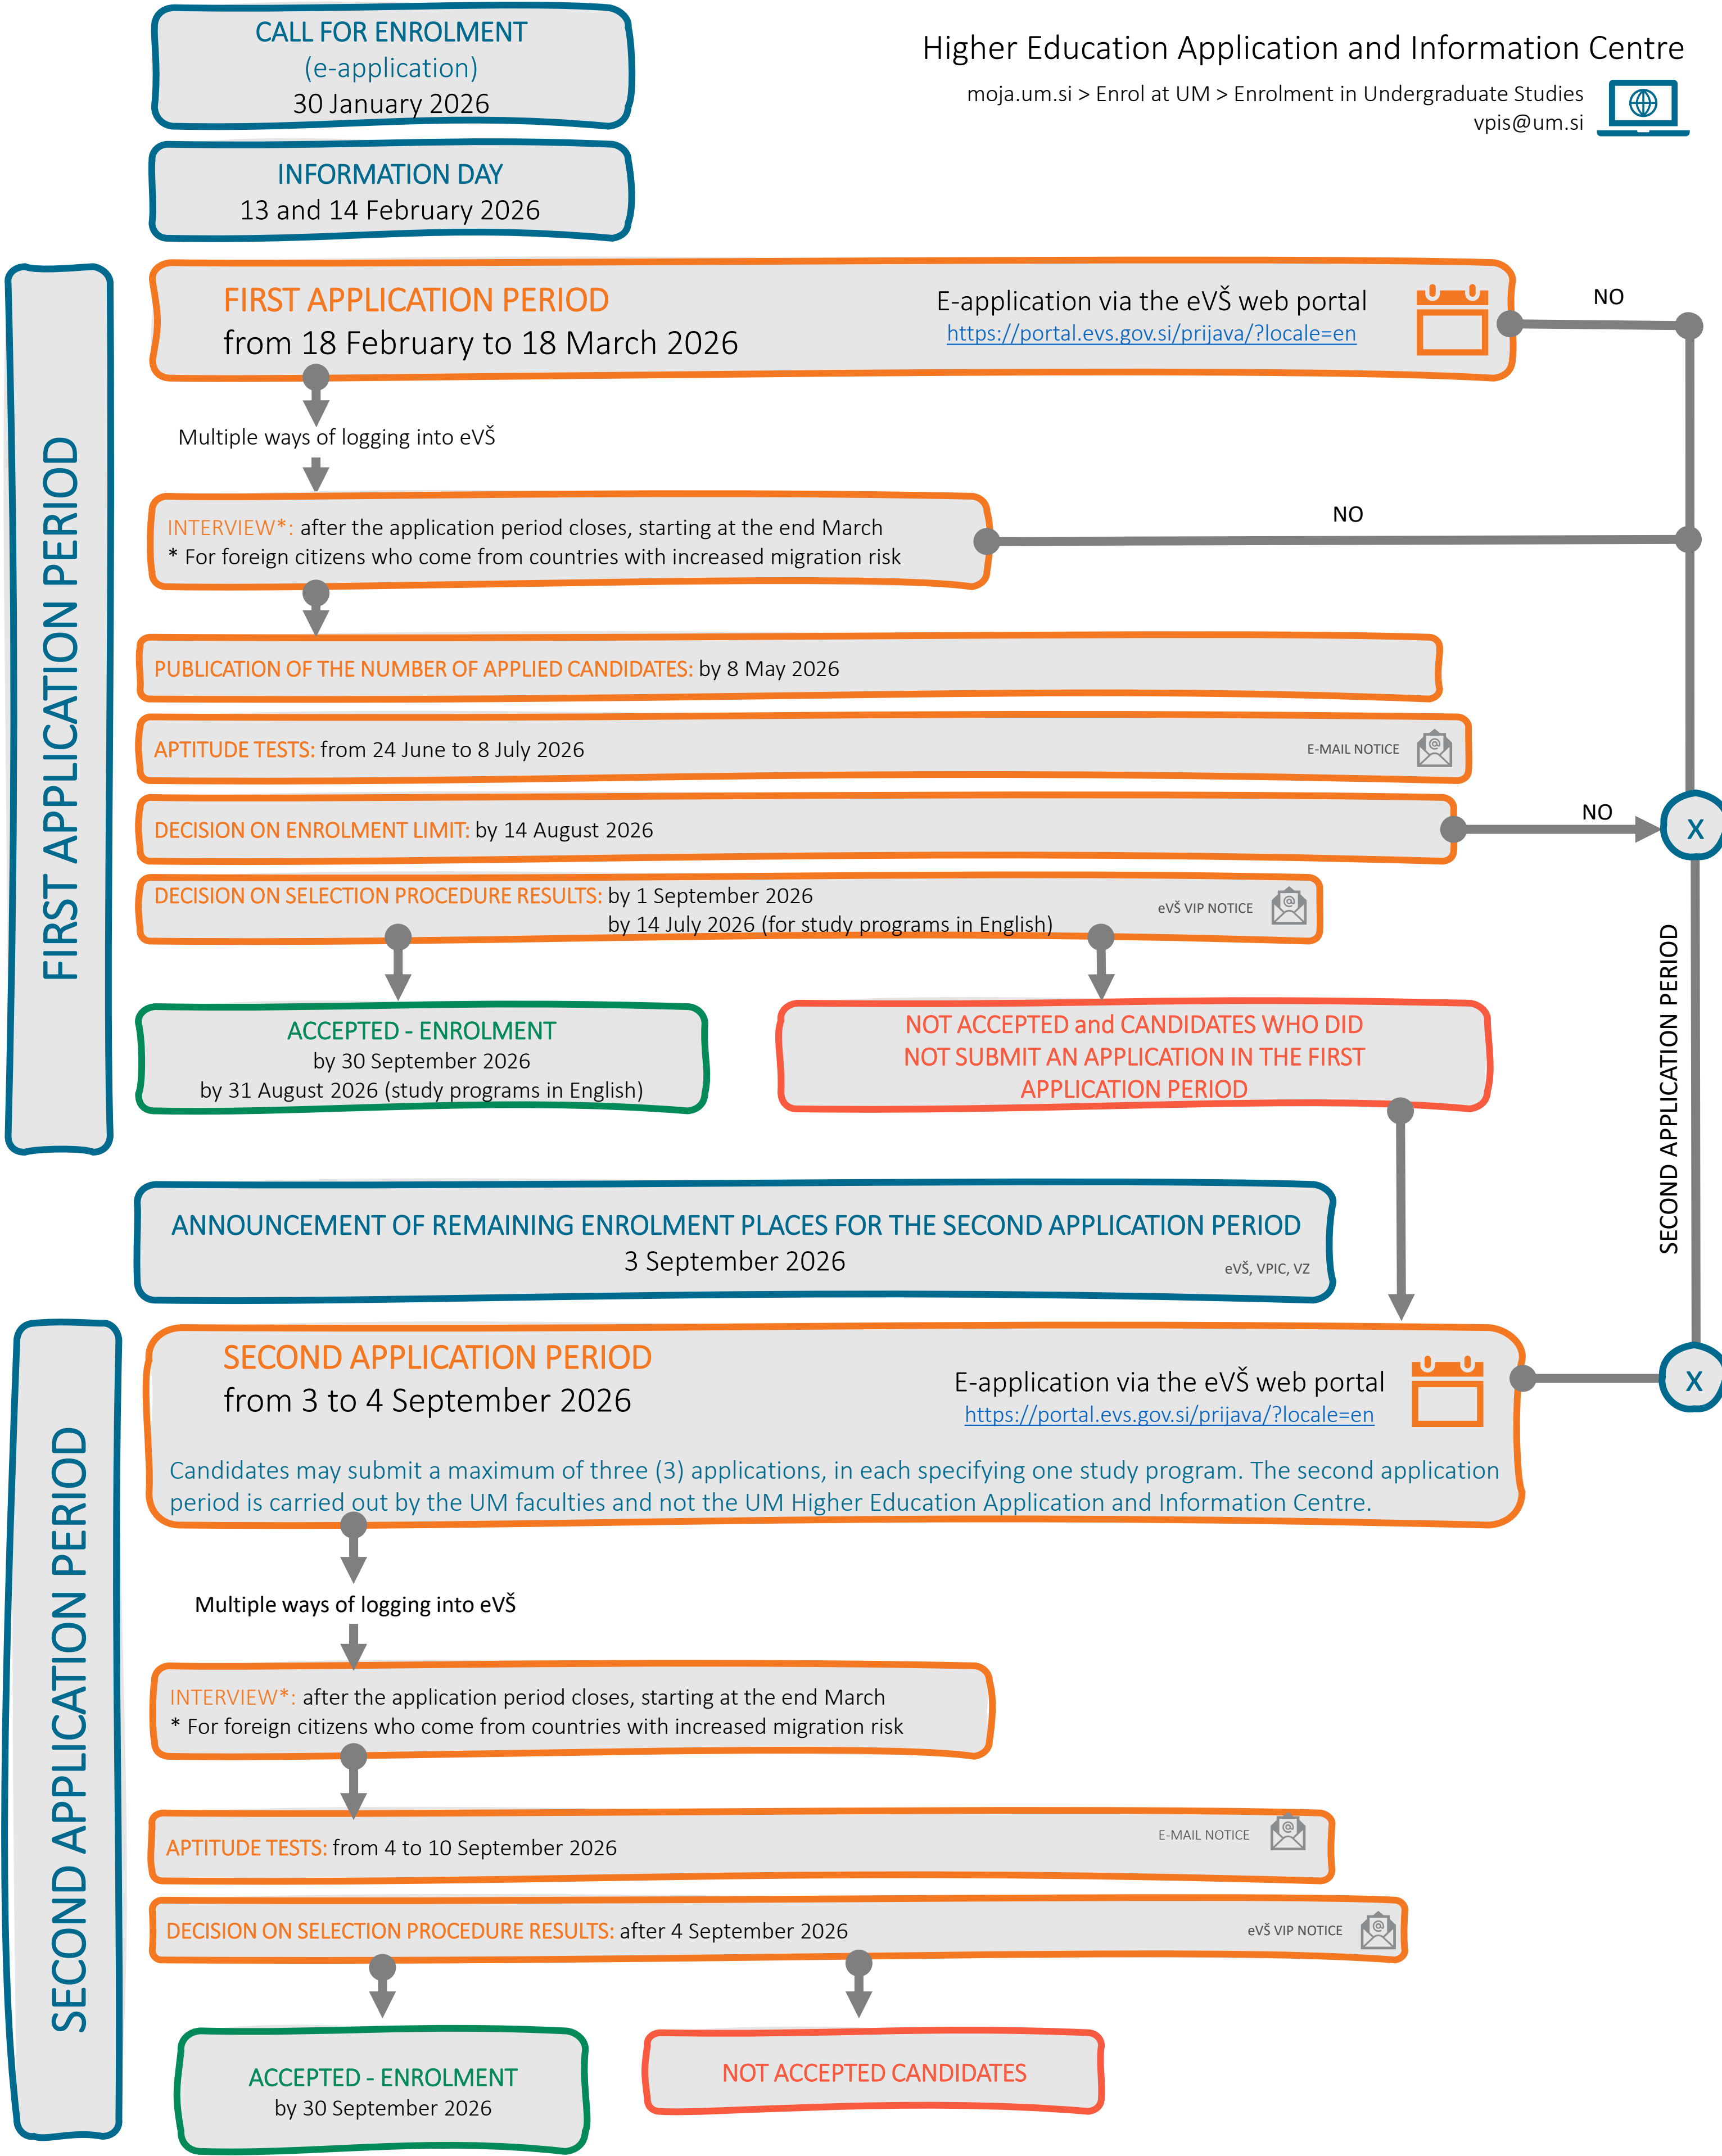 CALL FOR ENROLMENT
(e-application)
30 January 2026
Higher Education Application and Information Centre
moja.um.si > Enrol at UM > Enrolment in Undergraduate Studies
vpis@um.si
INFORMATION DAY
13 and 14 February 2026
FIRST APPLICATION PERIOD
FIRST APPLICATION PERIOD
from 18 February to 18 March 2026
E-application via the eVŠ web portal
https://portal.evs.gov.si/prijava/?locale=en
NO
Multiple ways of logging into eVŠ
INTERVIEW*: after the application period closes, starting at the end March
* For foreign citizens who come from countries with increased migration risk
NO
PUBLICATION OF THE NUMBER OF APPLIED CANDIDATES: by 8 May 2026
APTITUDE TESTS: from 24 June to 8 July 2026
E-MAIL NOTICE
@
DECISION ON ENROLMENT LIMIT: by 14 August 2026
NO
X
DECISION ON SELECTION PROCEDURE RESULTS: by 1 September 2026
by 14 July 2026 (for study programs in English)
eVŠ VIP NOTICE
@
SECOND APPLICATION PERIOD
ACCEPTED - ENROLMENT
by 30 September 2026
by 31 August 2026 (study programs in English)
NOT ACCEPTED and CANDIDATES WHO DID
NOT SUBMIT AN APPLICATION IN THE FIRST
APPLICATION PERIOD
ANNOUNCEMENT OF REMAINING ENROLMENT PLACES FOR THE SECOND APPLICATION PERIOD
3 September 2026
eVŠ, VPIC, VZ
SECOND APPLICATION PERIOD
SECOND APPLICATION PERIOD
from 3 to 4 September 2026
E-application via the eVŠ web portal
https://portal.evs.gov.si/prijava/?locale=en
X
Candidates may submit a maximum of three (3) applications, in each specifying one study program. The second application
period is carried out by the UM faculties and not the UM Higher Education Application and Information Centre.
Multiple ways of logging into eVŠ
INTERVIEW*: after the application period closes, starting at the end March
* For foreign citizens who come from countries with increased migration risk
APTITUDE TESTS: from 4 to 10 September 2026
E-MAIL NOTICE
@
DECISION ON SELECTION PROCEDURE RESULTS: after 4 September 2026
eVŠ VIP NOTICE
@
ACCEPTED - ENROLMENT
by 30 September 2026
NOT ACCEPTED CANDIDATES